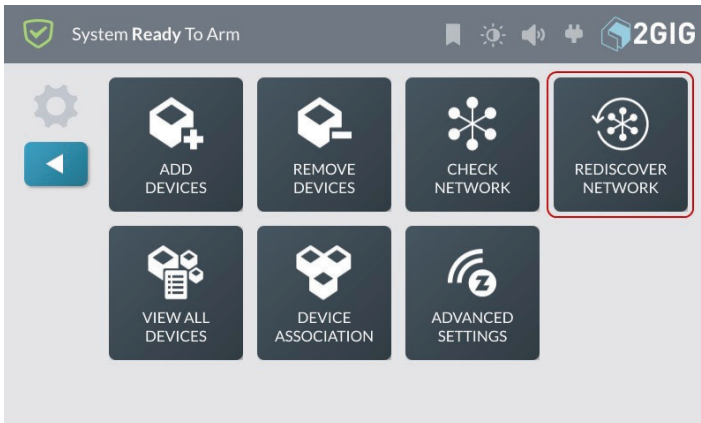 System Ready To Arm
2GIG
ADD
DEVICES
REMOVE
DEVICES
CHECK
NETWORK
REDISCOVER
NETWORK
VIEW ALL
DEVICES
DEVICE
ASSOCIATION
Z
ADVANCED
SETTINGS